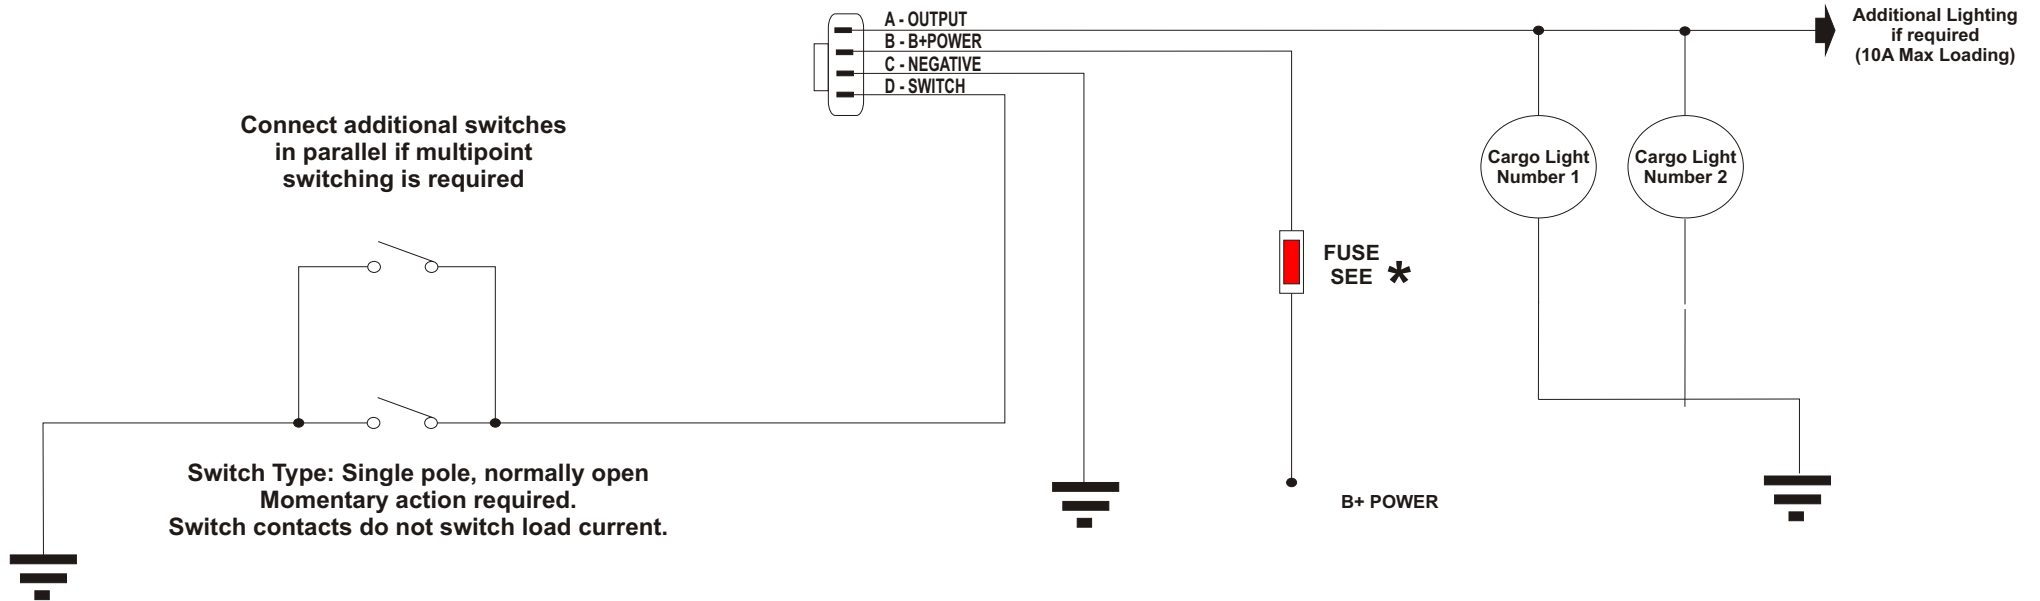 A - OUTPUT
B - B+POWER
C - NEGATIVE
D - SWITCH
Additional Lighting
if required
(10A Max Loading)
Connect additional switches
in parallel if multipoint
switching is required
Cargo Light
Number 1
Cargo Light
Number 2
FUSE
SEE *
Switch Type: Single pole, normally open
Momentary action required.
Switch contacts do not switch load current.
B+ POWER